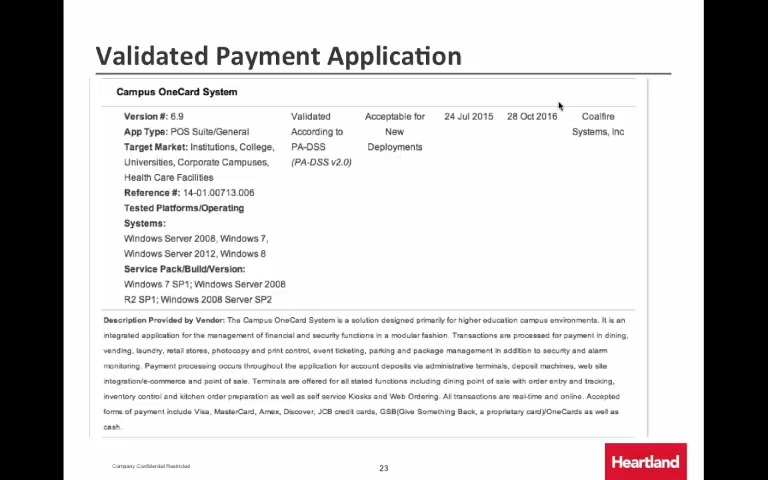 Validated Payment Application
Campus OneCard System
Version #: 6.9
App Type: POS Suite/General
Target Market: Institutions, College,
Universities, Corporate Campuses,
Health Care Facilities
Reference #: 14-01.00713.006
Tested Platforms/Operating
Systems:
Windows Server 2008, Windows 7,
Windows Server 2012, Windows 8
Service Pack/Build/Version:
Windows 7 SP1; Windows Server 2008
R2 SP1; Windows 2008 Server SP2
Validated
According to
PA-DSS
(PA-DSS v2.0)
Acceptable for
New
Deployments
24 Jul 2015
28 Oct 2016
Coalfire
Systems, Inc
Description Provided by Vendor: The Campus OneCard System is a solution designed primarily for higher education campus environments. It is an
integrated application for the management of financial and security functions in a modular fashion. Transactions are processed for payment in dining,
vending, laundry, retail stores, photocopy and print control, event ticketing, parking and package management in addition to security and alarm
monitoring. Payment processing occurs throughout the application for account deposits via administrative terminals, deposit machines, web site
integration/e-commerce and point of sale. Terminals are offered for all stated functions including dining point of sale with order entry and tracking,
inventory control and kitchen order preparation as well as self service Kiosks and Web Ordering. All transactions are real-time and online. Accepted
forms of payment include Visa, MasterCard, Amex, Discover, JCB credit cards, GSB(Give Something Back, a proprietary card)/OneCards as well as
cash.
Company Confidential Restricted
23
Heartland